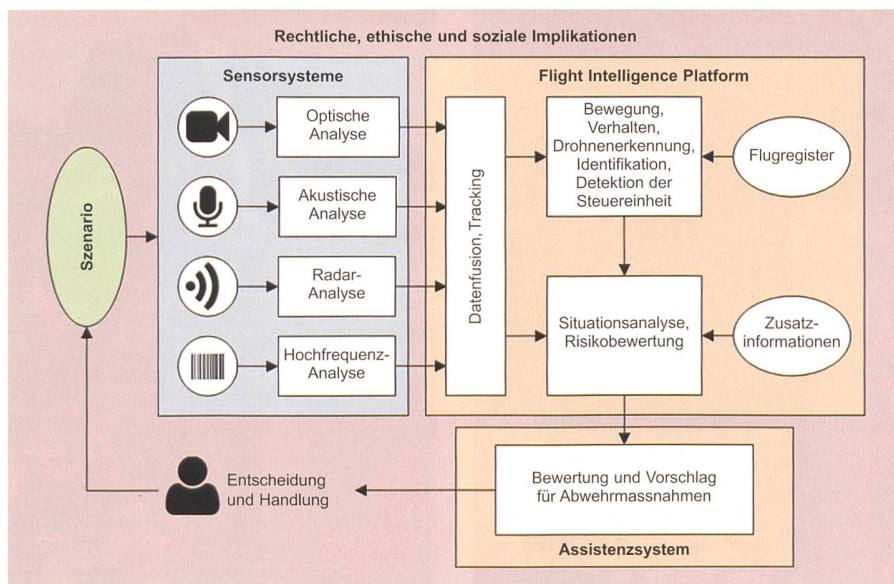 Rechtliche, ethische und soziale Implikationen
Sensorsysteme
Flight Intelligence Platform
Szenario
Optische
Analyse
Akustische
Analyse
Radar-
Analyse
Hochfrequenz-
Analyse
Datenfusion, Tracking
Bewegung,
Verhalten,
Drohnenerkennung,
Identifikation,
Detektion der
Steuereinheit
Flugregister
Situationsanalyse,
Risikobewertung
Zusatz-
informationen
Bewertung und Vorschlag
für Abwehrmassnahmen
Assistenzsystem
Entscheidung
und Handlung